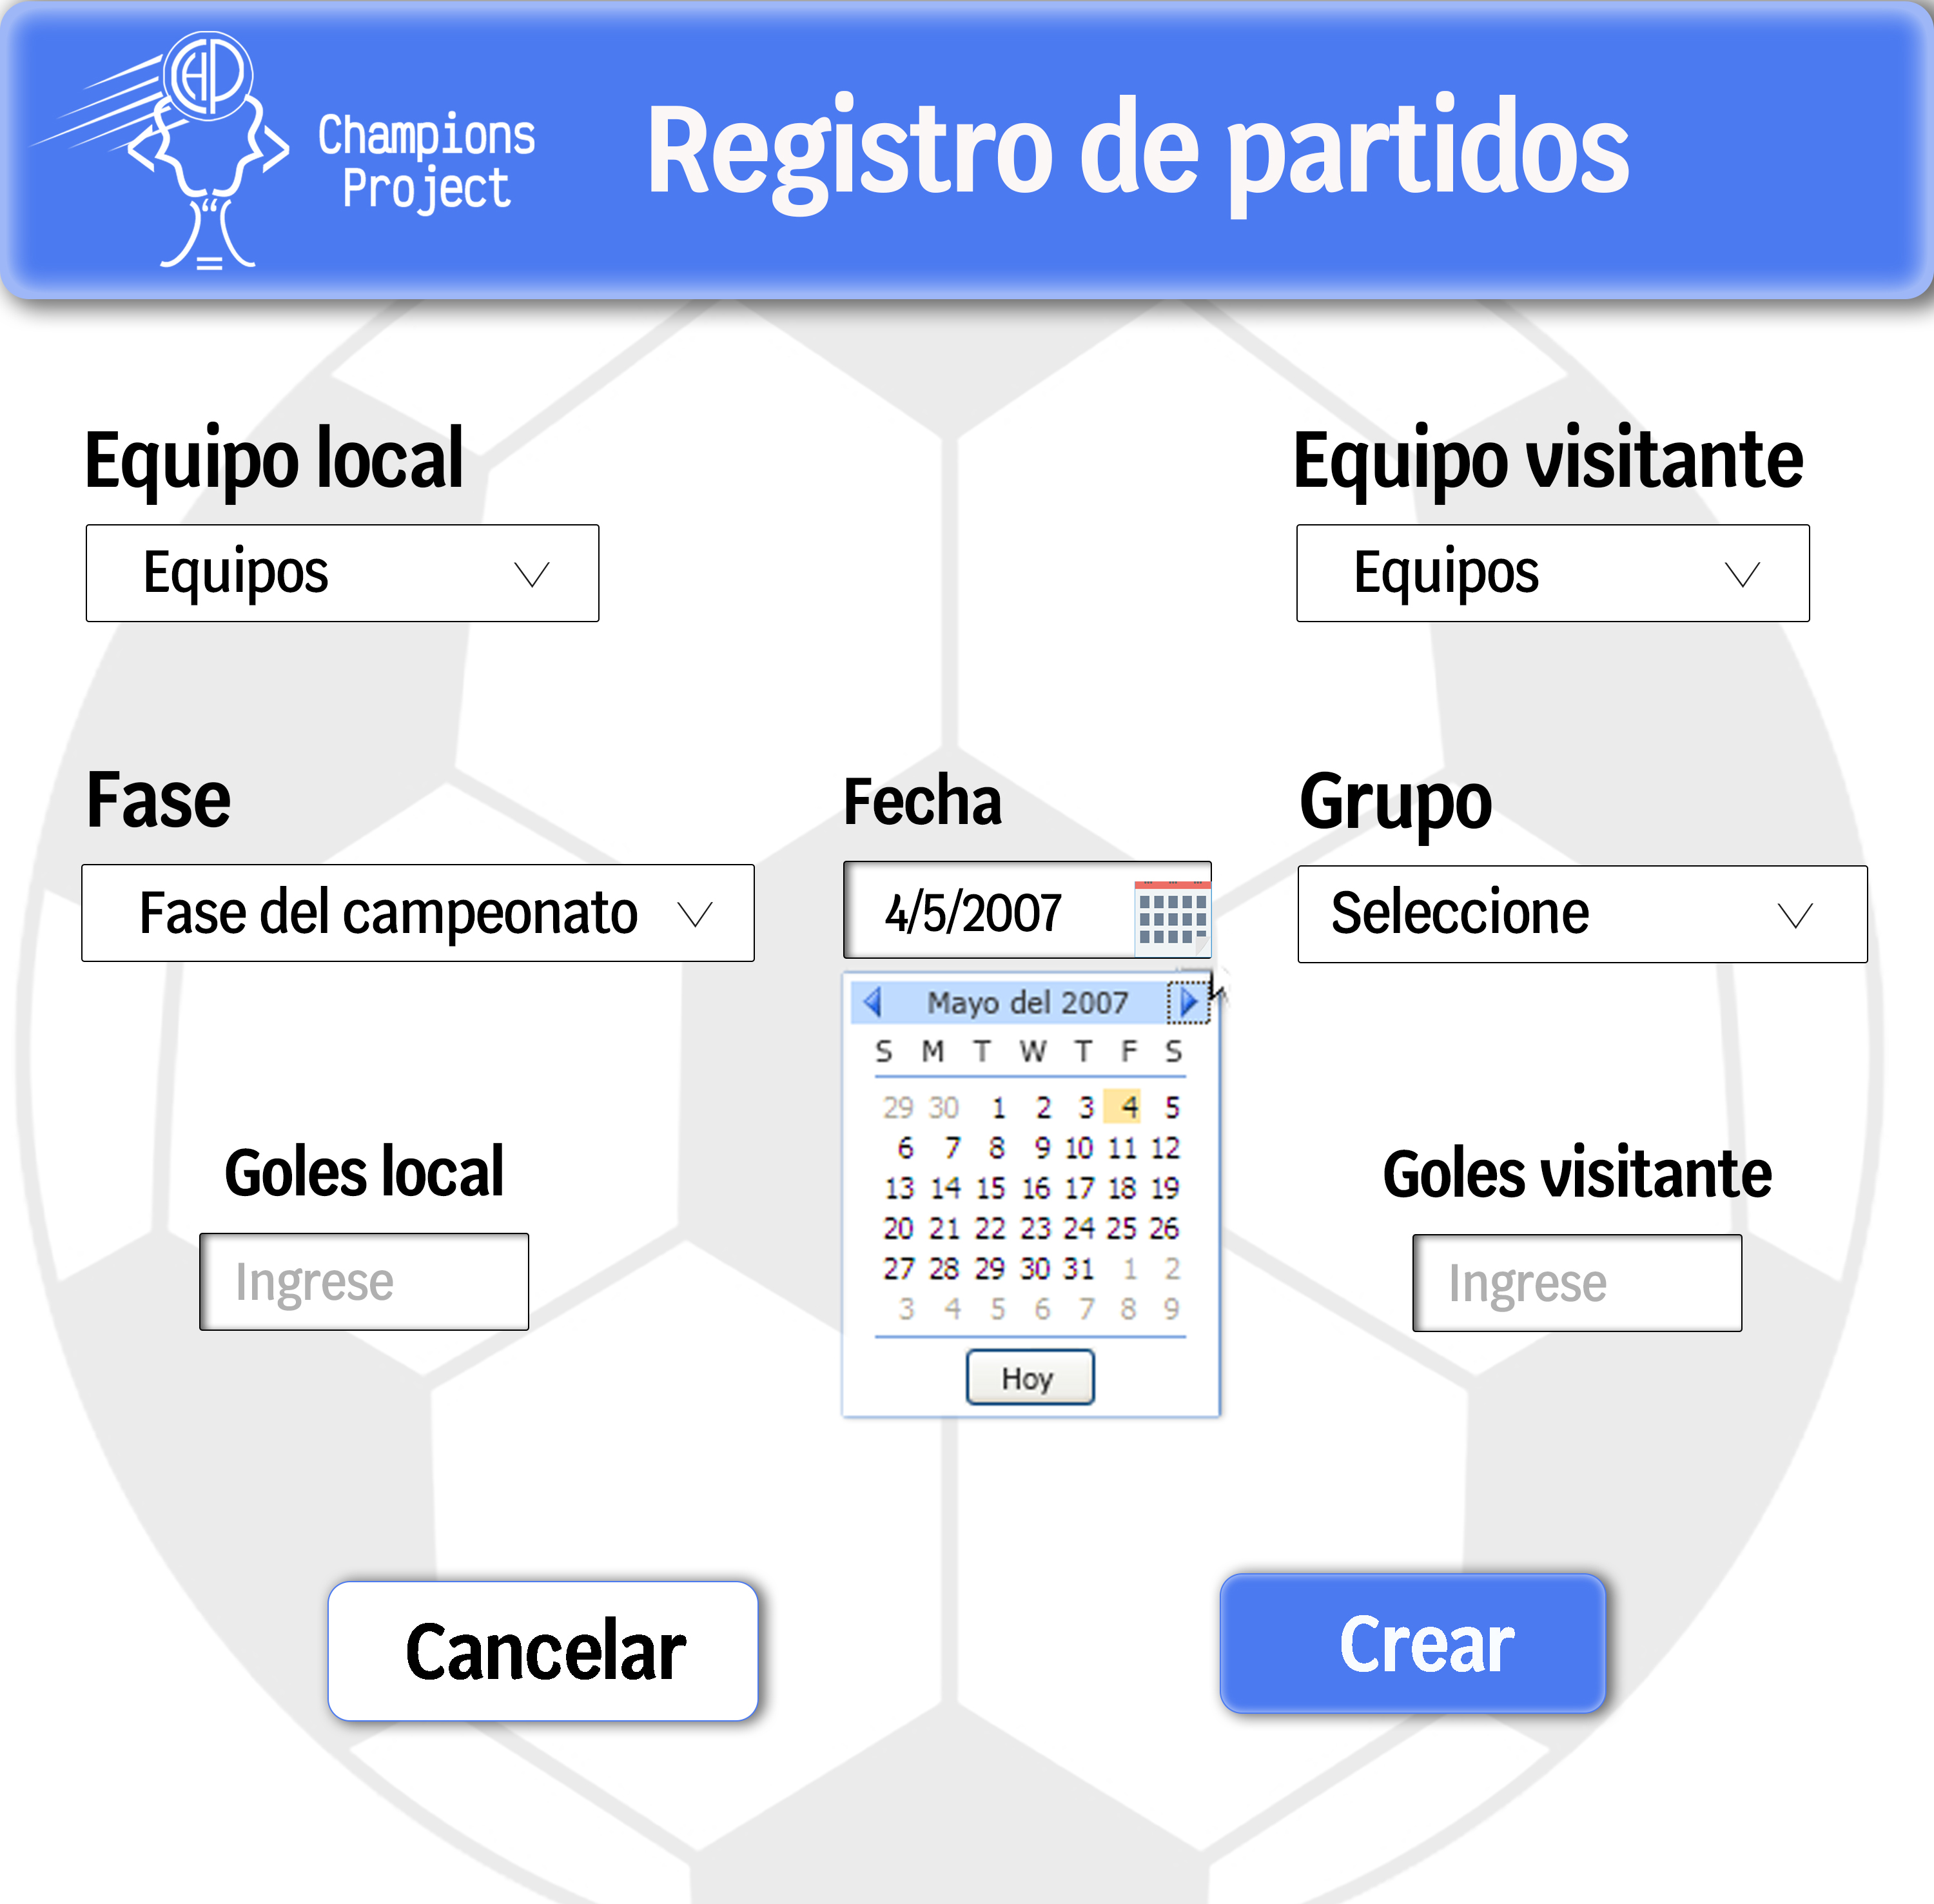 CHP
Champions
Project
Registro de partidos
Equipo local
Equipo visitante
Equipos
Equipos
Fase
Fecha
Grupo
Fase del campeonato
4/5/2007
Seleccione
Mayo del 2007
S M T W T F S
29 30 1 2 3 4 5
6 7 8 9 10 11 12
13 14 15 16 17 18 19
20 21 22 23 24 25 26
27 28 29 30 31 1 2
3 4 5 6 7 8 9
Hoy
Goles local
Goles visitante
Ingrese
Ingrese
Cancelar
Crear